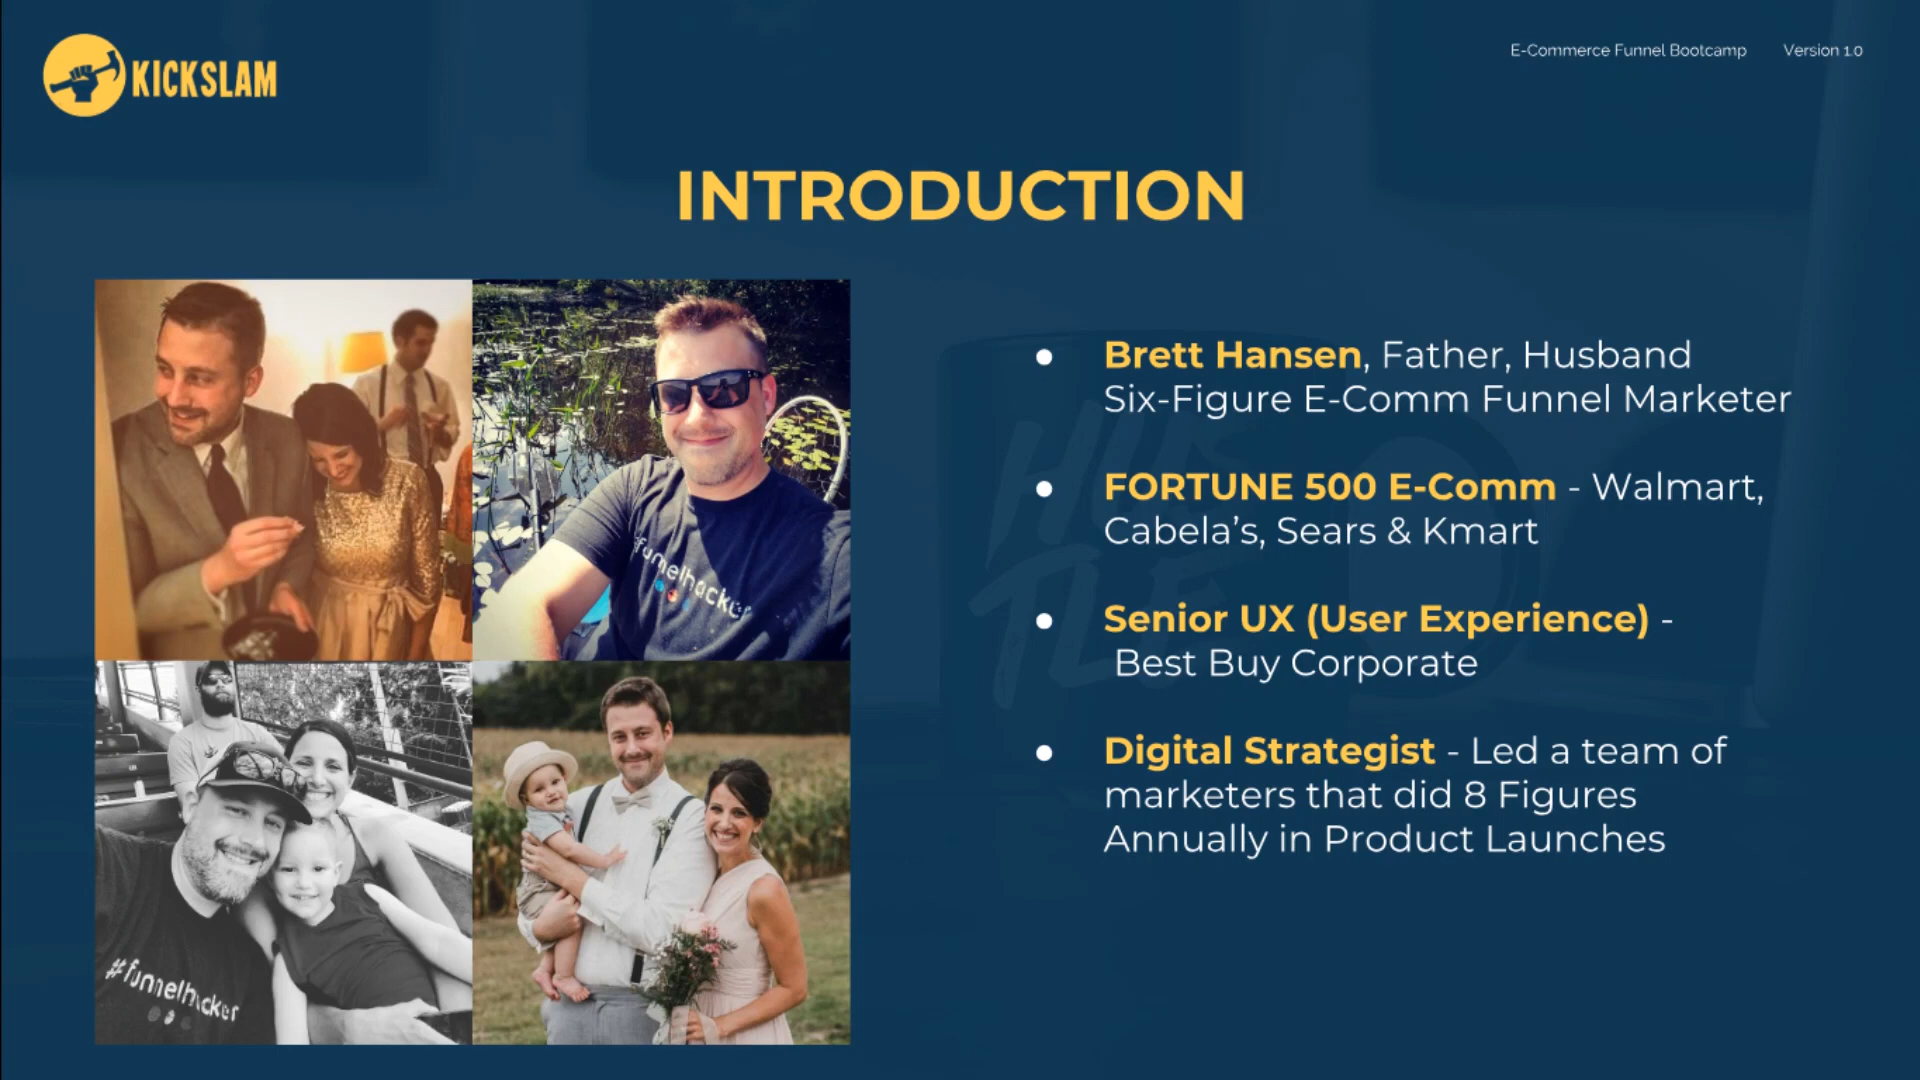 KICKSLAM
E-Commerce Funnel Bootcamp Version 1.0
INTRODUCTION
#funnelhacker
#funnelhacker
● Brett Hansen, Father, Husband
Six-Figure E-Comm Funnel Marketer
● FORTUNE 500 E-Comm - Walmart,
Cabela’s, Sears & Kmart
● Senior UX (User Experience) -
Best Buy Corporate
● Digital Strategist - Led a team of
marketers that did 8 Figures
Annually in Product Launches
HUS
TLE